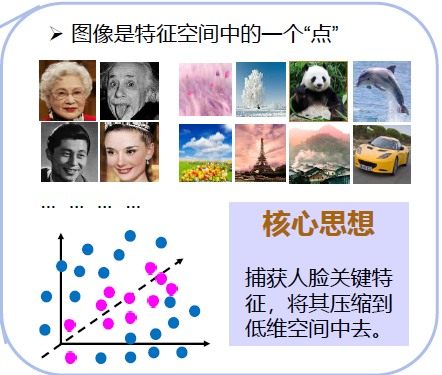 ➢ 图像是特征空间中的一个“点”
... ... ... ...
核心思想
捕获人脸关键特
征，将其压缩到
低维空间中去。